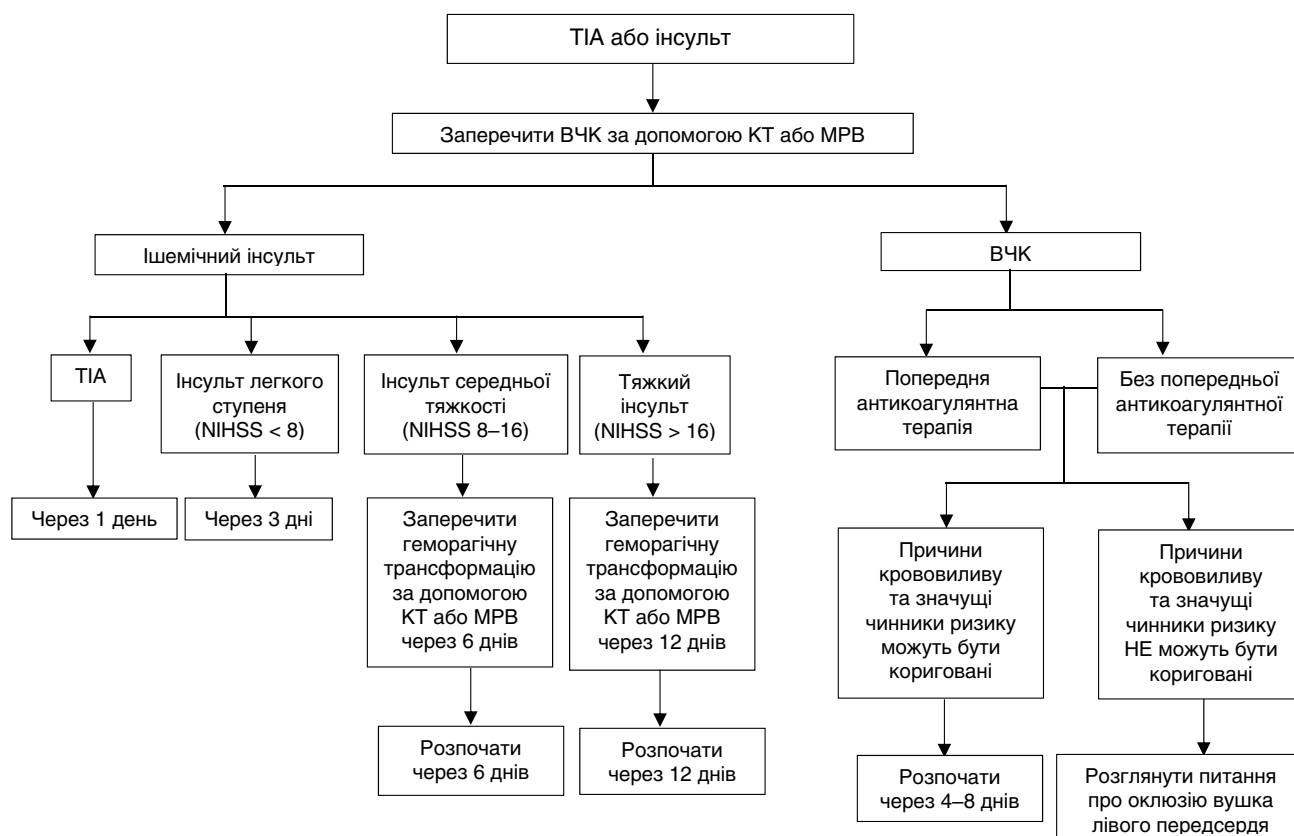 ТІА або інсульт
Заперечити ВЧК за допомогою КТ або МРВ
Ішемічний інсульт
ВЧК
ТІА
Інсульт легкого
ступеня
(NIHSS < 8)
Інсульт середньої
тяжкості
(NIHSS 8–16)
Тяжкий
інсульт
(NIHSS > 16)
Попередня
антикоагулянтна
терапія
Без попередньої
антикоагулянтної
терапії
Через 1 день
Через 3 дні
Заперечити
геморагічну
трансформацію
за допомогою
КТ або МРВ
через 6 днів
Заперечити
геморагічну
трансформацію
за допомогою
КТ або МРВ
через 12 днів
Причини
крововиливу
та значущі
чинники ризику
можуть бути
кориговані
Причини
крововиливу
та значущі
чинники ризику
НЕ можуть бути
кориговані
Розпочати
через 6 днів
Розпочати
через 12 днів
Розпочати
через 4–8 днів
Розглянути питання
про оклюзію вушка
лівого передсердя